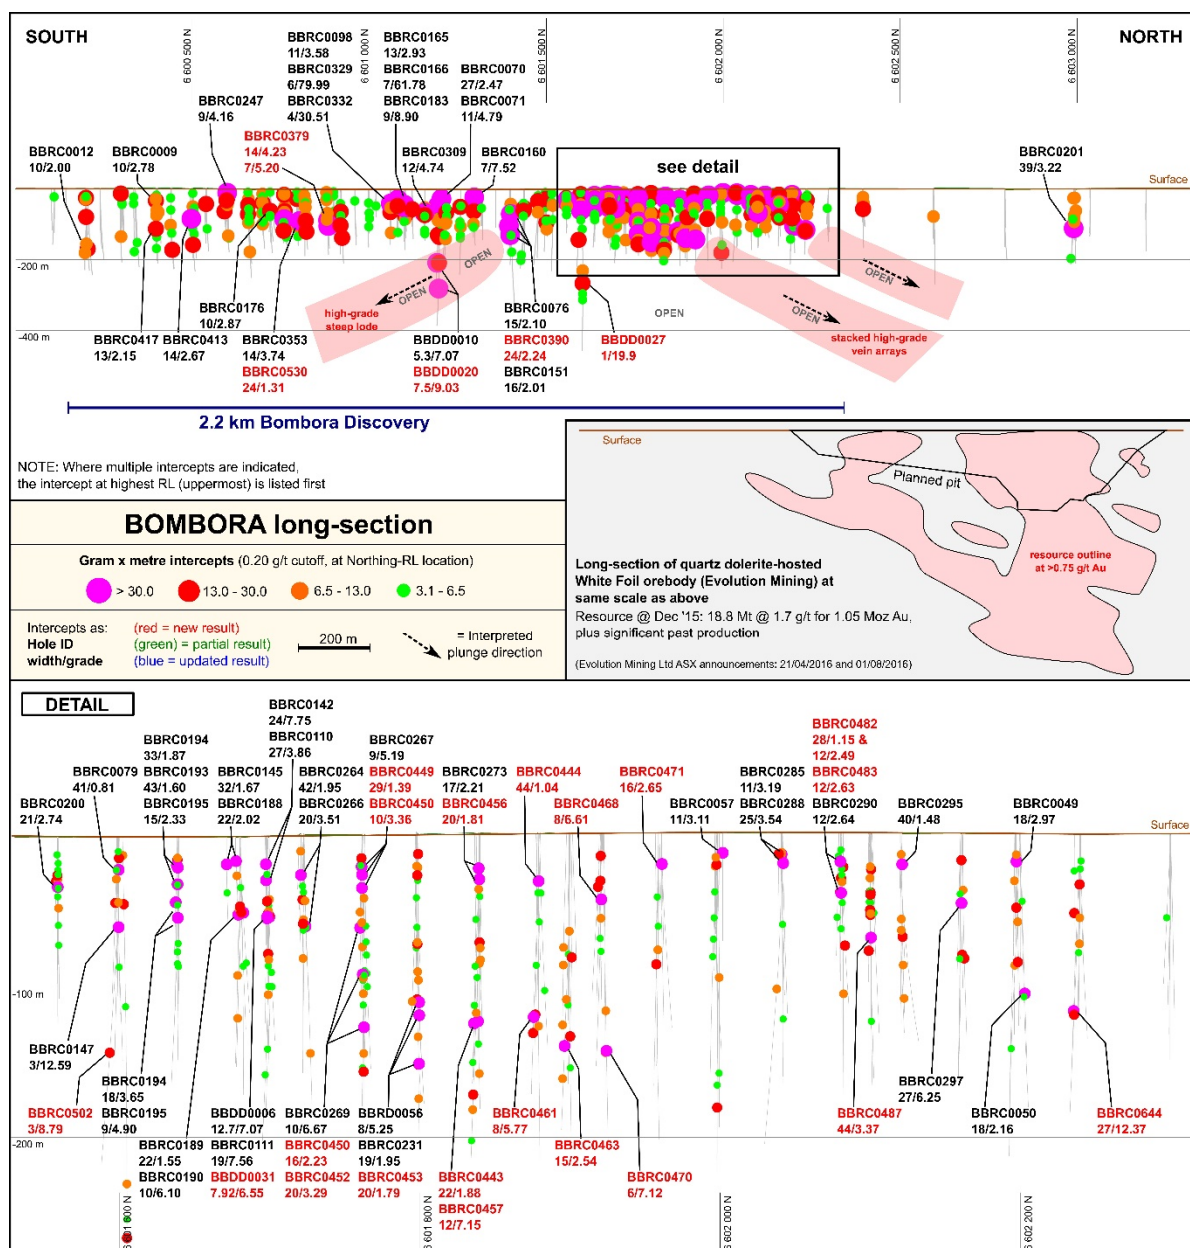 SOUTH
NORTH
6 600 500 N
6 601 000 N
6 601 500 N
6 602 000 N
6 602 500 N
6 603 000 N
BBRC0098
11/3.58
BBRC0329
6/79.99
BBRC0332
4/30.51
BBRC0165
13/2.93
BBRC0166
7/61.78
BBRC0183
9/8.90
BBRC0070
27/2.47
BBRC0071
11/4.79
BBRC0247
9/4.16
BBRC0379
14/4.23
7/5.20
BBRC0012
10/2.00
BBRC0009
10/2.78
BBRC0309
12/4.74
BBRC0160
7/7.52
see detail
BBRC0201
39/3.22
Surface
-200 m
-400 m
OPEN
OPEN
OPEN
OPEN
OPEN
high-grade
steep lode
stacked high-grade
vein arrays
BBRC0176
10/2.87
BBRC0417
13/2.15
BBRC0413
14/2.67
BBRC0353
14/3.74
BBRC0530
24/1.31
BBDD0010
5.3/7.07
BBDD0020
7.5/9.03
BBRC0076
15/2.10
BBRC0390
24/2.24
BBRC0151
16/2.01
BBDD0027
1/19.9
2.2 km Bombora Discovery
NOTE: Where multiple intercepts are indicated,
the intercept at highest RL (uppermost) is listed first
BOMBORA long-section
Gram x metre intercepts (0.20 g/t cutoff, at Northing-RL location)
> 30.0
13.0 - 30.0
6.5 - 13.0
3.1 - 6.5
Intercepts as:
Hole ID
width/grade
(red = new result)
(green) = partial result)
(blue = updated result)
200 m
= Interpreted
plunge direction
Surface
Planned pit
resource outline
at >0.75 g/t Au
Long-section of quartz dolerite-hosted
White Foil orebody (Evolution Mining) at
same scale as above
Resource @ Dec '15: 18.8 Mt @ 1.7 g/t for 1.05 Moz Au,
plus significant past production
(Evolution Mining Ltd ASX announcements: 21/04/2016 and 01/08/2016)
DETAIL
BBRC0142
24/7.75
BBRC0110
27/3.86
BBRC0194
33/1.87
BBRC0193
43/1.60
BBRC0195
15/2.33
BBRC0079
41/0.81
BBRC0200
21/2.74
BBRC0145
32/1.67
BBRC0188
22/2.02
BBRC0264
42/1.95
BBRC0266
20/3.51
BBRC0267
9/5.19
BBRC0449
29/1.39
BBRC0450
10/3.36
BBRC0273
17/2.21
BBRC0456
20/1.81
BBRC0444
44/1.04
BBRC0468
8/6.61
BBRC0471
16/2.65
BBRC0057
11/3.11
BBRC0285
11/3.19
BBRC0288
25/3.54
BBRC0482
28/1.15 &
12/2.49
BBRC0483
12/2.63
BBRC0290
12/2.64
BBRC0295
40/1.48
BBRC0049
18/2.97
Surface
-100 m
-200 m
BBRC0147
3/12.59
BBRC0502
3/8.79
BBRC0194
18/3.65
BBRC0195
9/4.90
BBRC0189
22/1.55
BBRC0190
10/6.10
BBDD0006
12.7/7.07
BBRC0111
19/7.56
BBDD0031
7.92/6.55
BBRC0269
10/6.67
BBRC0450
16/2.23
BBRC0452
20/3.29
BBRD0056
8/5.25
BBRC0231
19/1.95
BBRC0453
20/1.79
BBRC0443
22/1.88
BBRC0457
12/7.15
BBRC0461
8/5.77
BBRC0463
15/2.54
BBRC0470
6/7.12
BBRC0487
44/3.37
BBRC0297
27/6.25
BBRC0050
18/2.16
BBRC0644
27/12.37
6 601 600 N
6 601 800 N
6 602 000 N
6 602 200 N